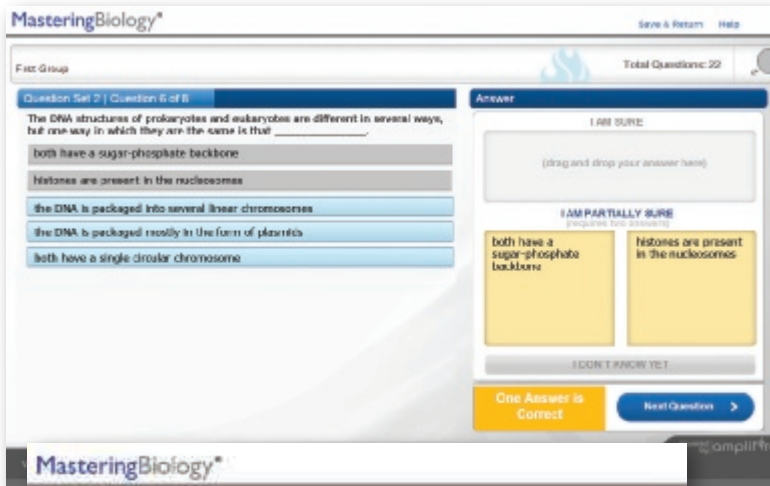 MasteringBiology®
Save & Return Help
First Group
Total Questions: 22
Question Set 2 | Question 6 of 8
Answer
The DNA structures of prokaryotes and eukaryotes are different in several ways,
but one way in which they are the same is that _______________.
both have a sugar-phosphate backbone
histones are present in the nucleosomes
the DNA is packaged into several linear chromosomes
the DNA is packaged mostly in the form of plasmids
both have a single circular chromosome
I AM SURE
(drag and drop your answer here)
I AM PARTIALLY SURE
(requires two answers)
both have a
sugar-phosphate
backbone
histones are present
in the nucleosomes
I DON'T KNOW YET
One Answer is
Correct
Next Question
MasteringBiology®